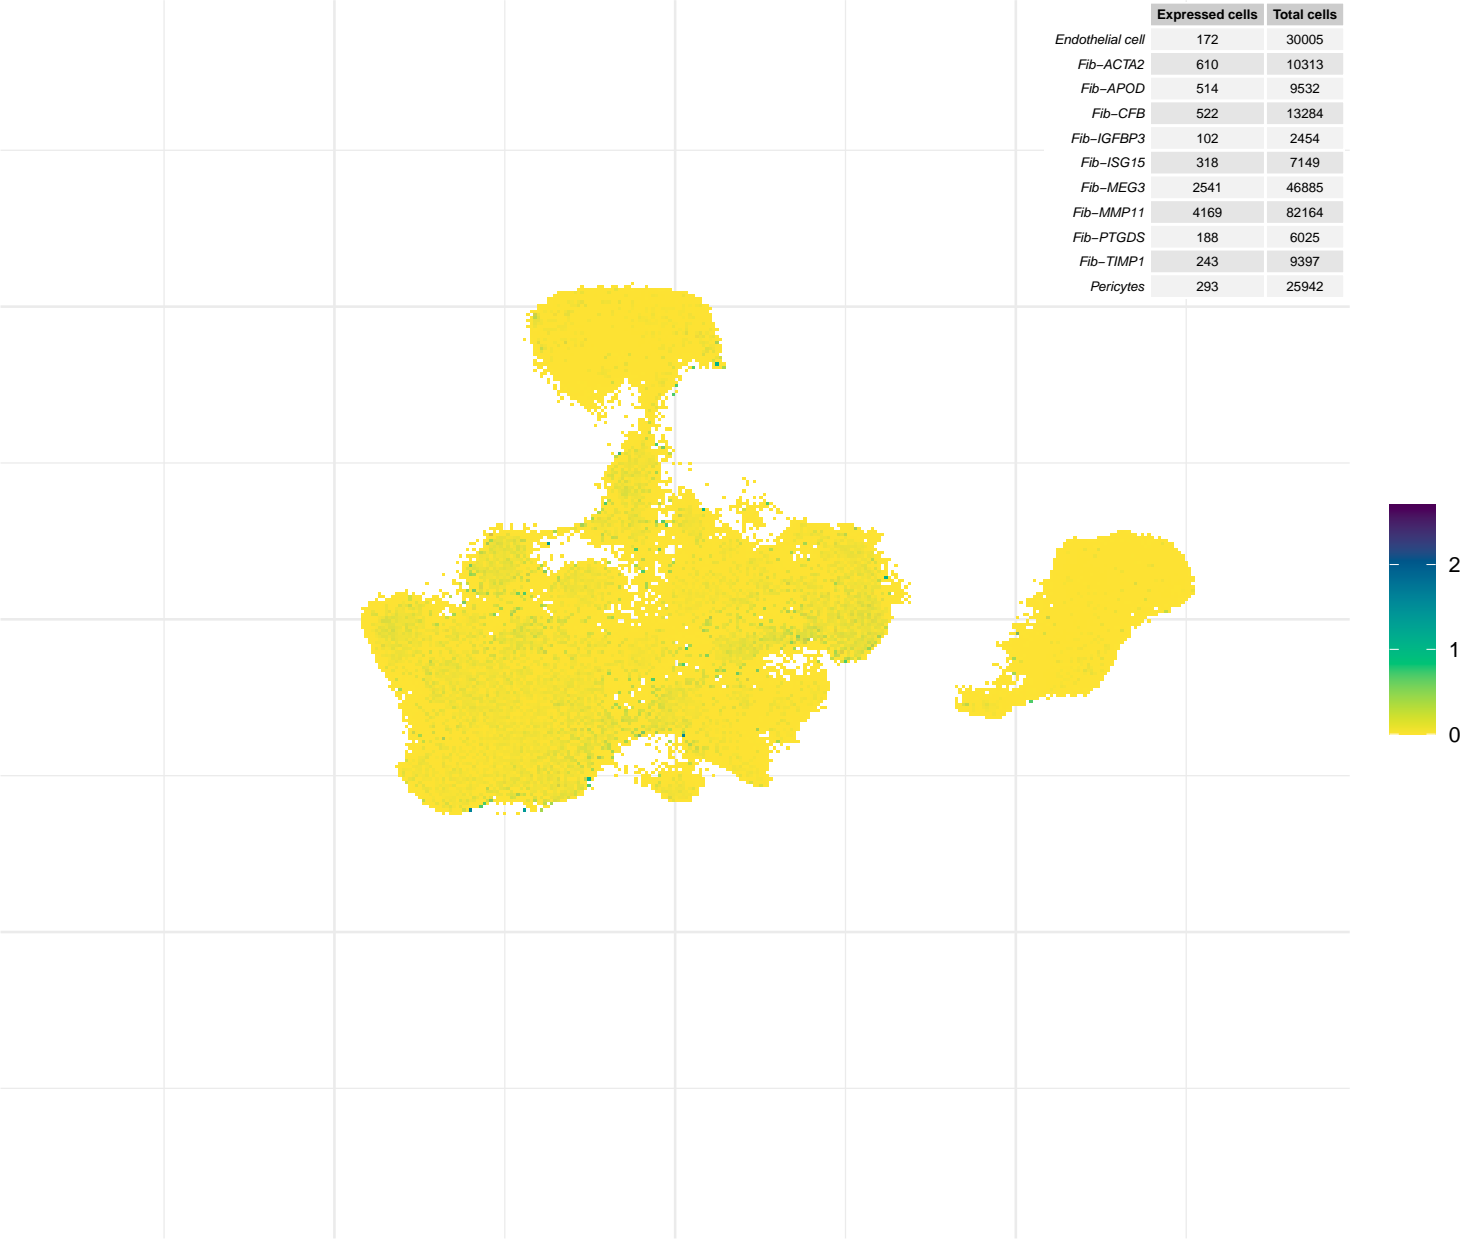 Expressed cells Total cells
Endothelial cell 172 30005
Fib−ACTA2 610 10313
Fib−APOD 514 9532
Fib−CFB 522 13284
Fib−IGFBP3 102 2454
Fib−ISG15 318 7149
Fib−MEG3 2541 46885
Fib−MMP11 4169 82164
Fib−PTGDS 188 6025
Fib−TIMP1 243 9397
Pericytes 293 25942
2
1
0